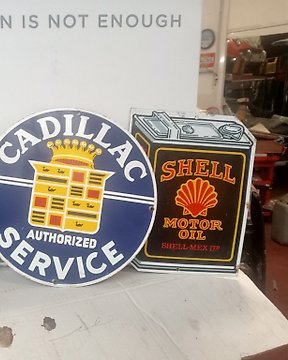 N IS NOT ENOUGH
CADILLAC
AUTHORIZED
SERVICE
SHELL
MOTOR
OIL
SHELL-MEX LTD